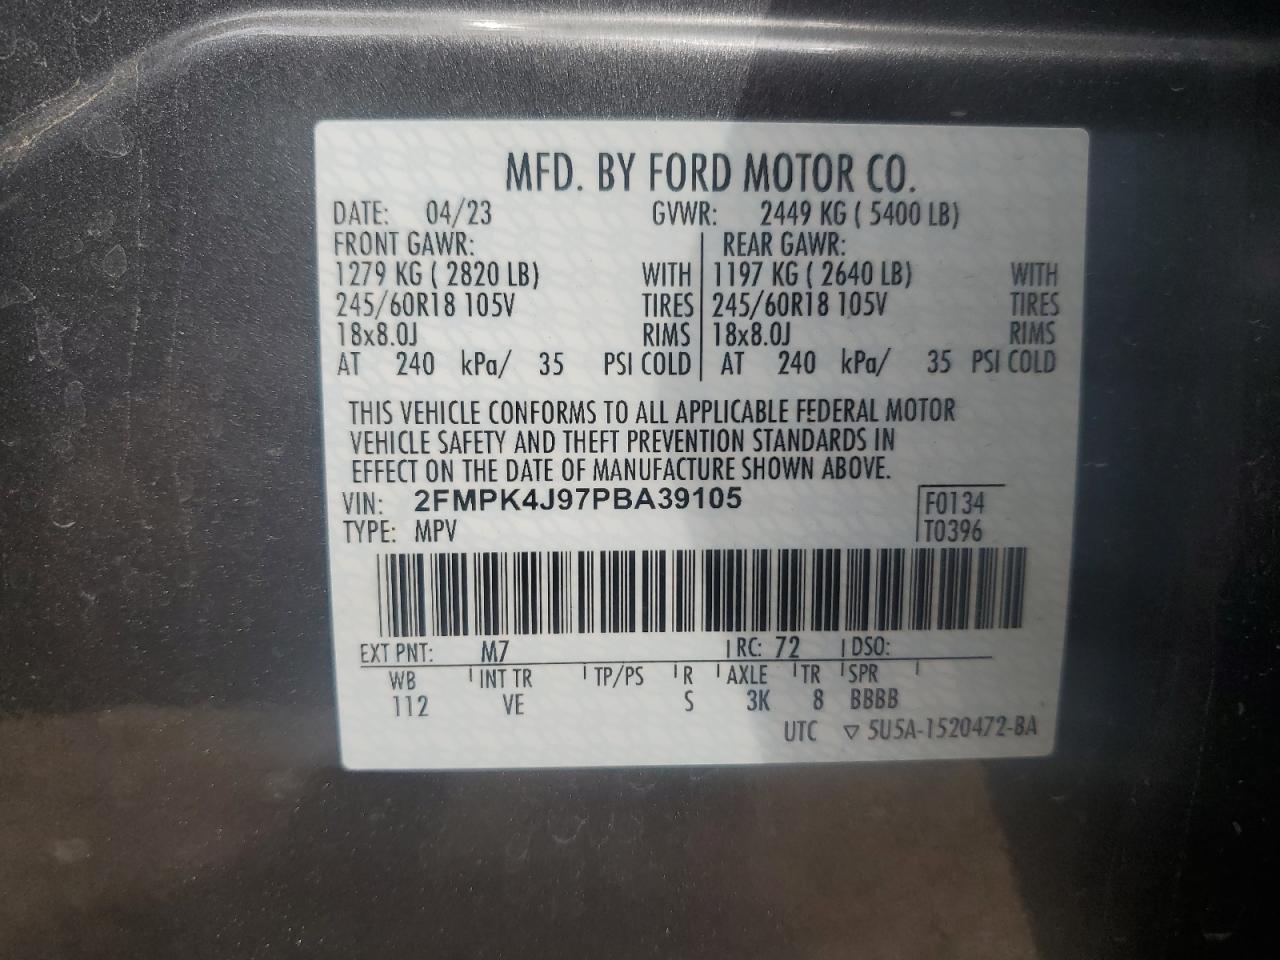 MFD. BY FORD MOTOR CO.
DATE: 04/23 GVWR: 2449 KG ( 5400 LB)
FRONT GAWR: REAR GAWR:
1279 KG ( 2820 LB) WITH 1197 KG ( 2640 LB) WITH
245/60R18 105V TIRES 245/60R18 105V TIRES
18x8.0J RIMS 18x8.0J RIMS
AT 240 kPa/ 35 PSI COLD AT 240 kPa/ 35 PSI COLD
THIS VEHICLE CONFORMS TO ALL APPLICABLE FEDERAL MOTOR
VEHICLE SAFETY AND THEFT PREVENTION STANDARDS IN
EFFECT ON THE DATE OF MANUFACTURE SHOWN ABOVE.
VIN: 2FMPK4J97PBA39105 F0134
TYPE: MPV T0396
EXT PNT: M7 RC: 72 DSO:
WB INT TR TP/PS R AXLE TR SPR
112 VE S 3K 8 BBBB
UTC ▽ 5U5A-1520472-BA